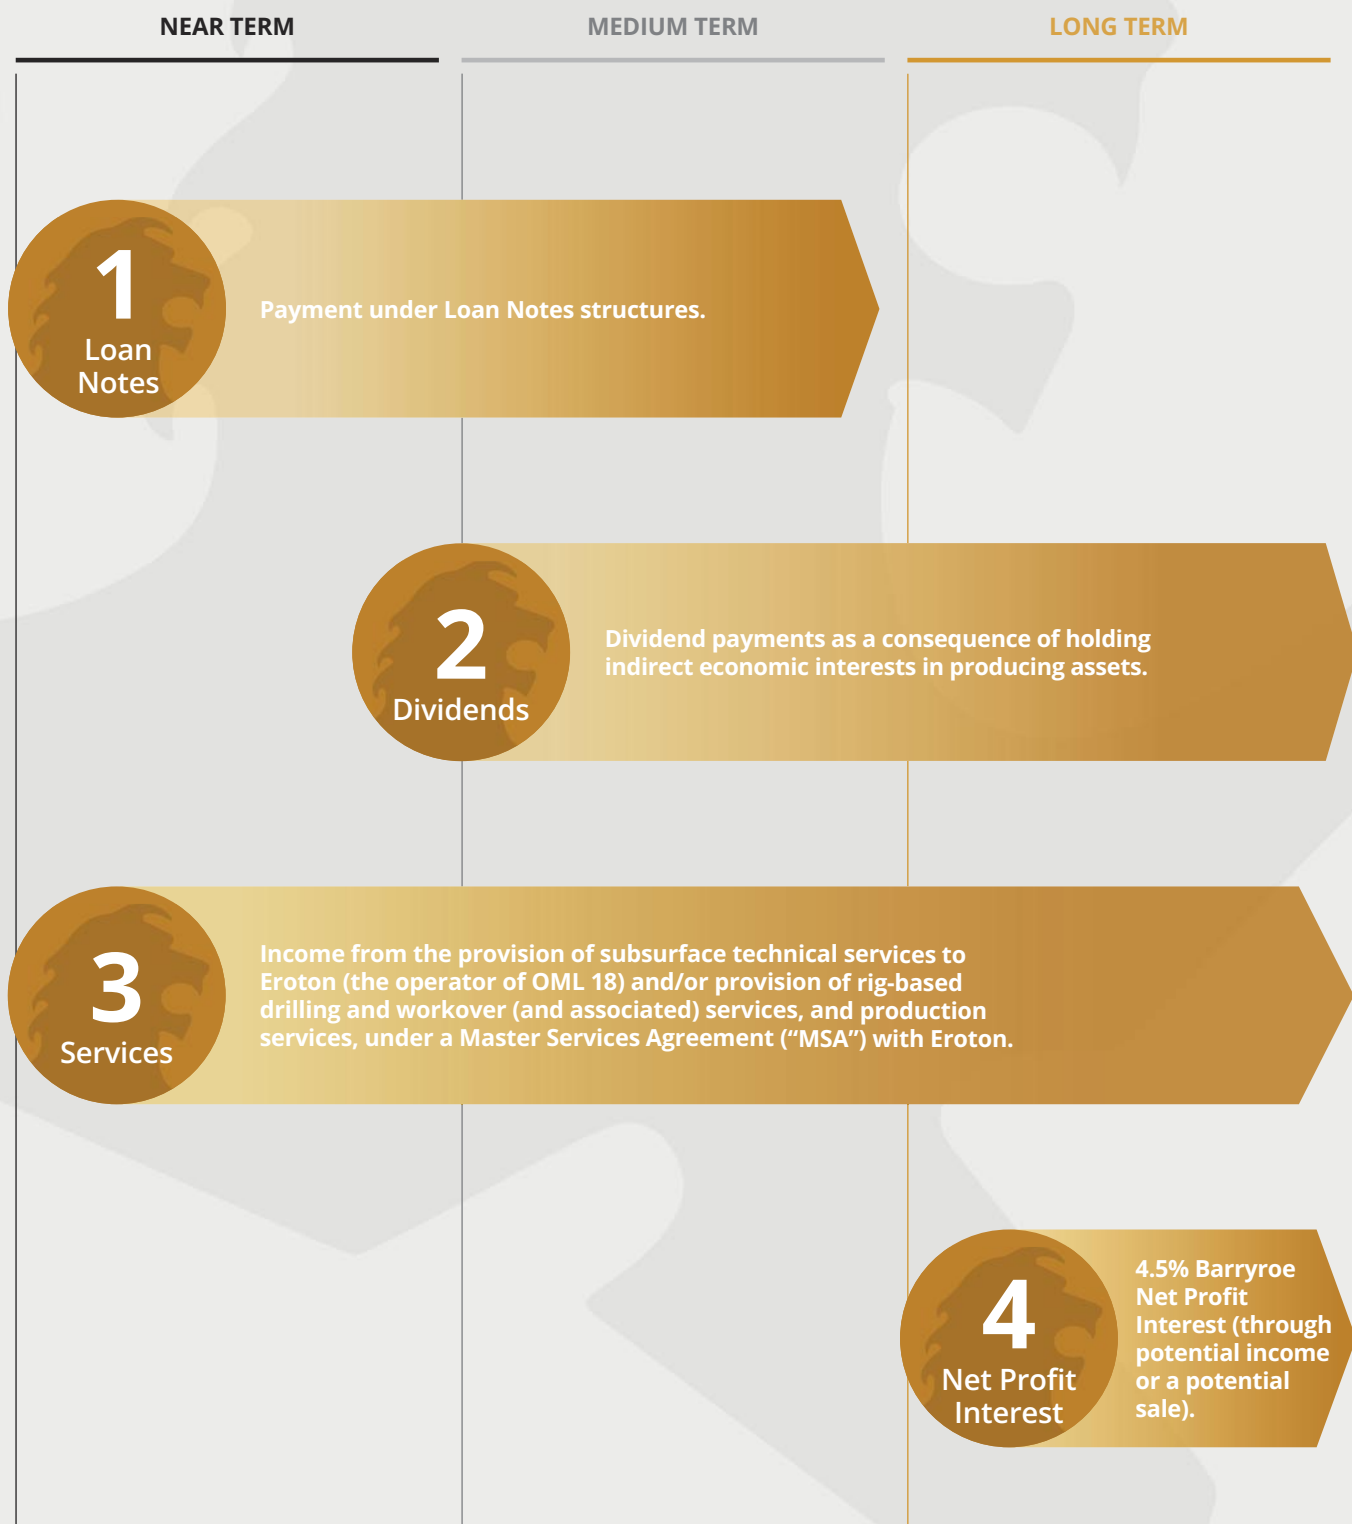 NEAR TERM
MEDIUM TERM
LONG TERM
1
Loan
Notes
Payment under Loan Notes structures.
2
Dividends
Dividend payments as a consequence of holding
indirect economic interests in producing assets.
3
Services
Income from the provision of subsurface technical services to
Eroton (the operator of OML 18) and/or provision of rig-based
drilling and workover (and associated) services, and production
services, under a Master Services Agreement (“MSA”) with Eroton.
4
Net Profit
Interest
4.5% Barryroe
Net Profit
Interest (through
potential income
or a potential
sale).